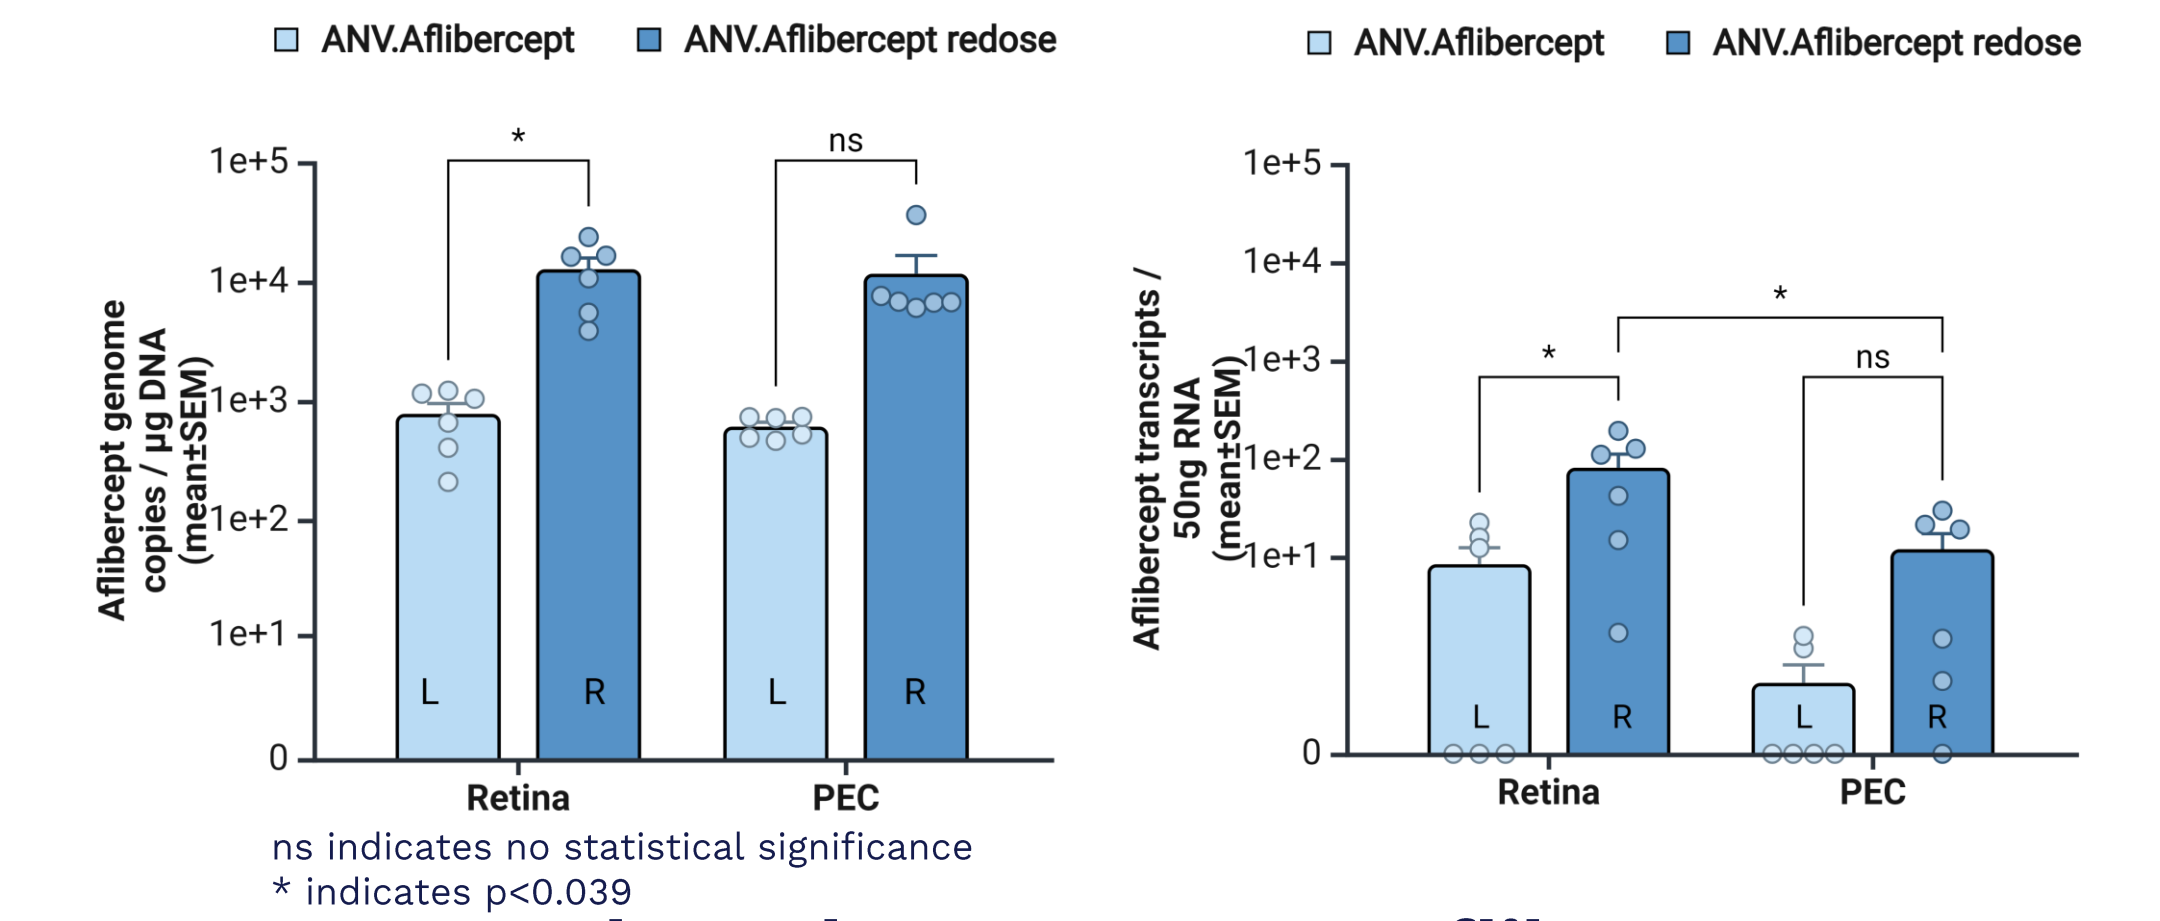 ANV.Aflibercept ANV.Aflibercept redose
Aflibercept genome
copies / µg DNA
(mean±SEM)
1e+5
1e+4
1e+3
1e+2
1e+1
0
* ns
L R L R
Retina PEC
ns indicates no statistical significance
* indicates p<0.039
ANV.Aflibercept ANV.Aflibercept redose
Aflibercept transcripts /
50ng RNA
(mean±SEM)
1e+5
1e+4
1e+3
1e+2
1e+1
0
*
* ns
L R L R
Retina PEC